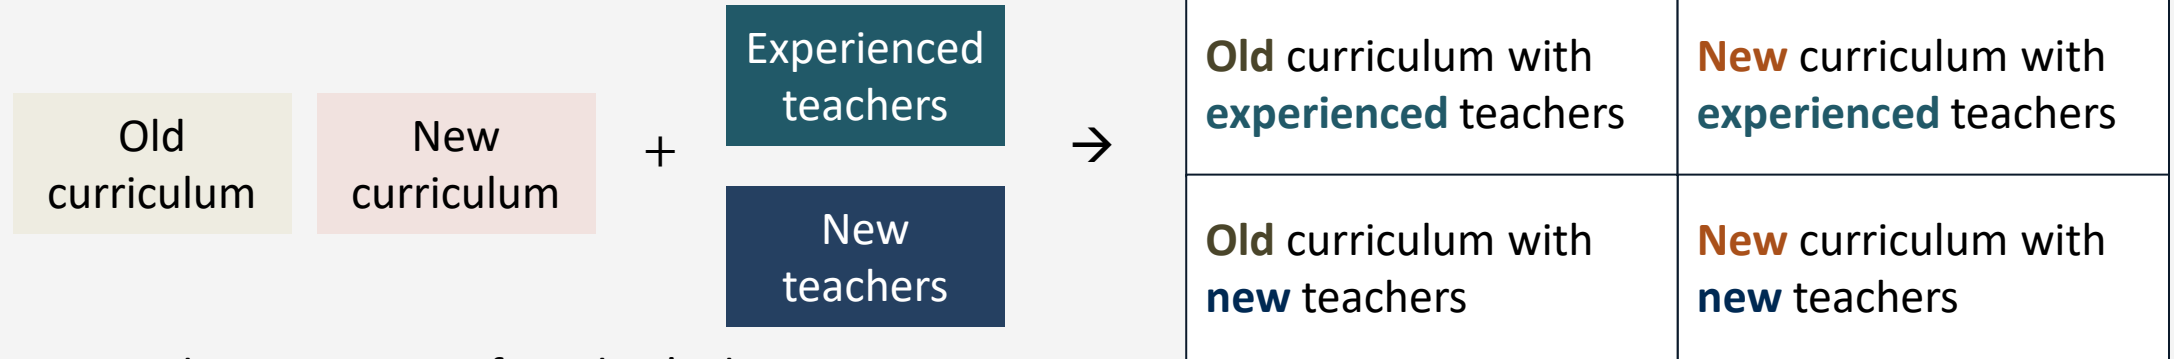 Old
curriculum
New
curriculum
+
Experienced
teachers
New
teachers
→
Old curriculum with
experienced teachers
New curriculum with
experienced teachers
Old curriculum with
new teachers
New curriculum with
new teachers